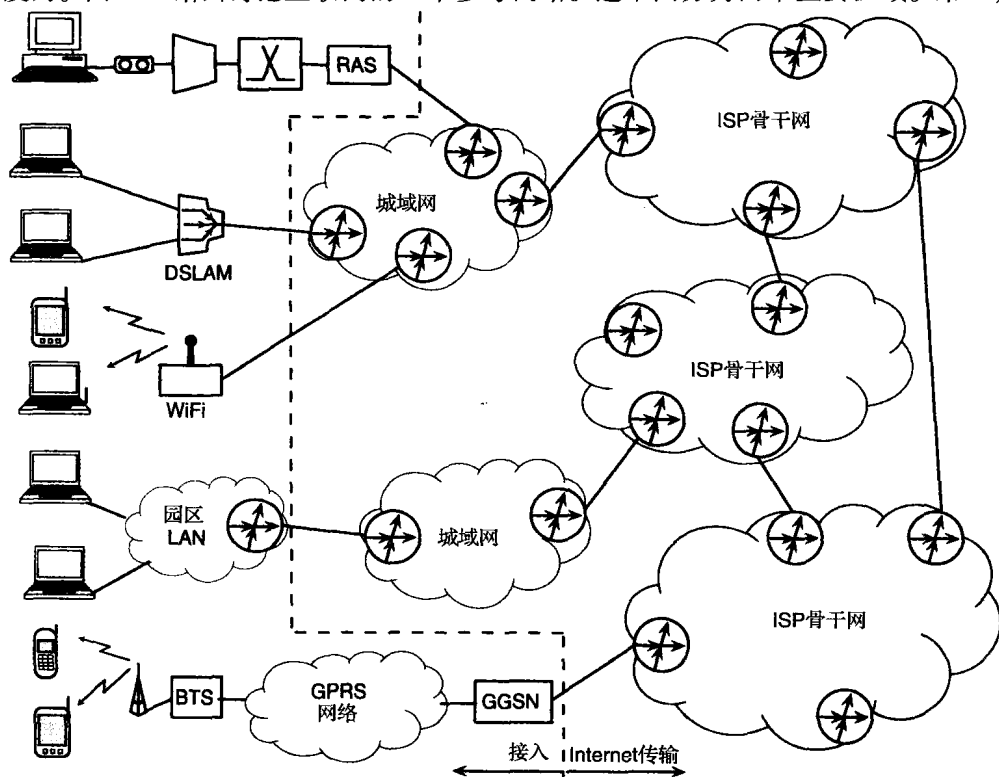 RAS
ISP骨干网
城域网
DSLAM
ISP骨干网
WiFi
园区
LAN
城域网
ISP骨干网
BTS
GPRS
网络
GGSN
接入
Internet传输